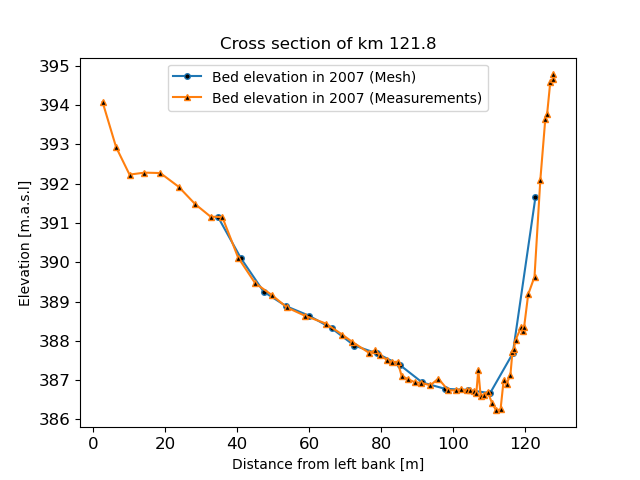 Cross section of km 121.8
Bed elevation in 2007 (Mesh)
Bed elevation in 2007 (Measurements)
Elevation [m.a.s.l]
395
394
393
392
391
390
389
388
387
386
0 20 40 60 80 100 120
Distance from left bank [m]